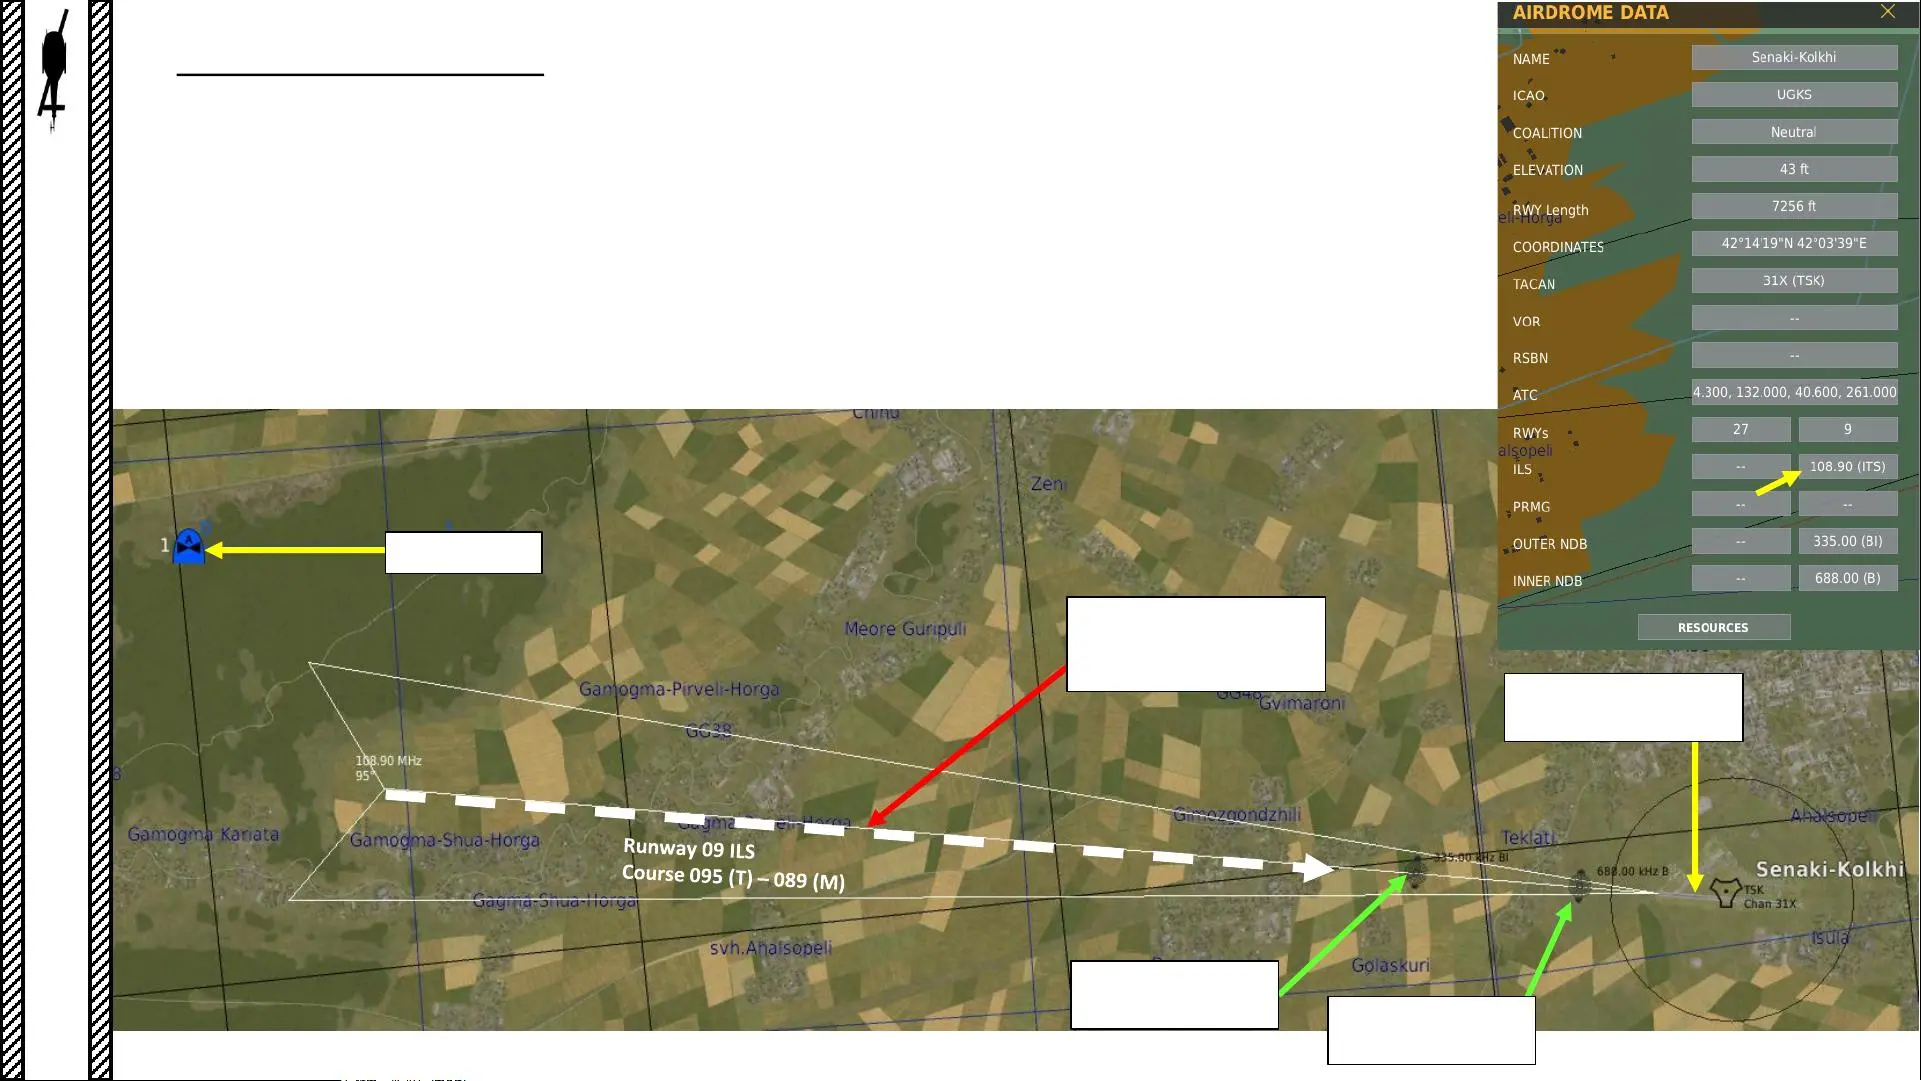 AIRDROME DATA
NAME
Senaki-Kolkhi
ICAO
UGKS
COALITION
Neutral
ELEVATION
43 ft
RWY Length
7256 ft
eli-Horga
COORDINATES
42°14'19"N 42°03'39"E
TACAN
31X (TSK)
VOR
--
RSBN
--
ATC
4.300, 132.000, 40.600, 261.000
RWYs
27
9
alsopeli
ILS
--
108.90 (ITS)
PRMG
--
--
OUTER NDB
--
335.00 (BI)
INNER NDB
--
688.00 (B)
RESOURCES
Chihu
Zeni
1
A
Meore Guripuli
Gamogma-Pirveli-Horga
GG48
Gvimaroni
GG38
108.90 MHz
95°
8
Gamogma Kariata
Gamogma-Shua-Horga
Gagma-Pirveli-Horga
Gimozgondzhili
Ahalsopeli
Teklati
Runway 09 ILS
Course 095 (T) – 089 (M)
335.00 kHz BI
688.00 kHz B
Senaki-Kolkhi
TSK
Chan 31X
Gagma-Shua-Horga
Isula
svh.Ahalsopeli
Golaskuri